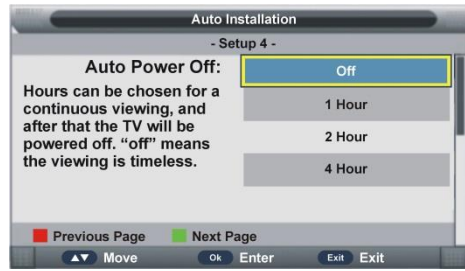 Auto Installation
- Setup 4 -
Auto Power Off:
Hours can be chosen for a
continuous viewing, and
after that the TV will be
powered off. “off” means
the viewing is timeless.
Off
1 Hour
2 Hour
4 Hour
Previous Page Next Page
Move Ok Enter Exit Exit